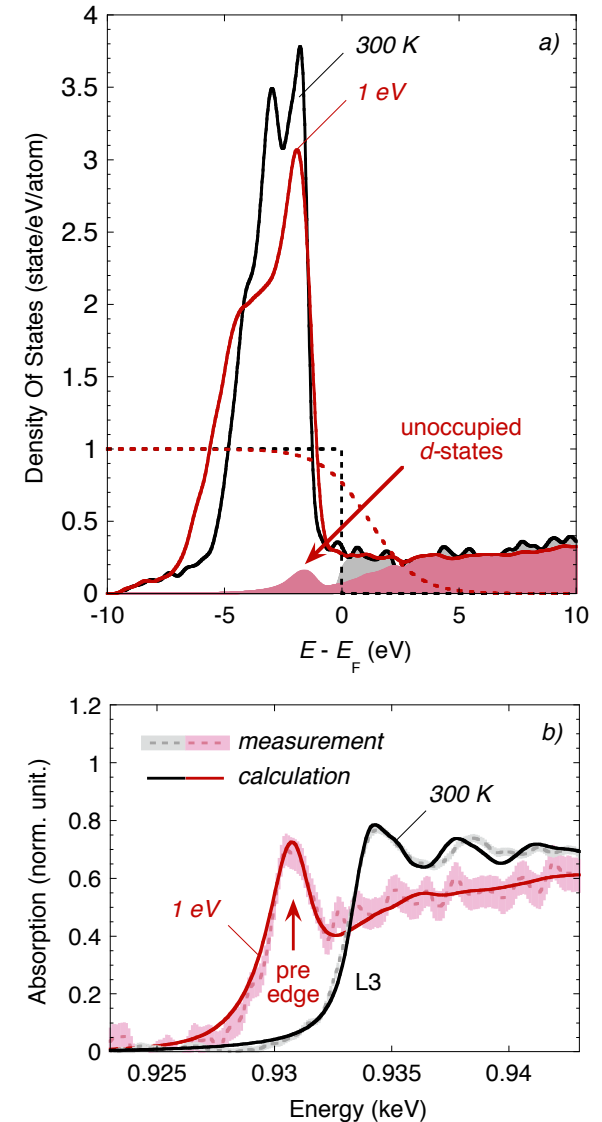 a)
300 K
1 eV
unoccupied
d-states
Density Of States (state/eV/atom)
4
3.5
3
2.5
2
1.5
1
0.5
0
-10
-5
0
5
10
E - E_F (eV)
b)
measurement
calculation
300 K
1 eV
pre
edge
L3
Absorption (norm. unit.)
1.2
1
0.8
0.6
0.4
0.2
0
0.925
0.93
0.935
0.94
Energy (keV)